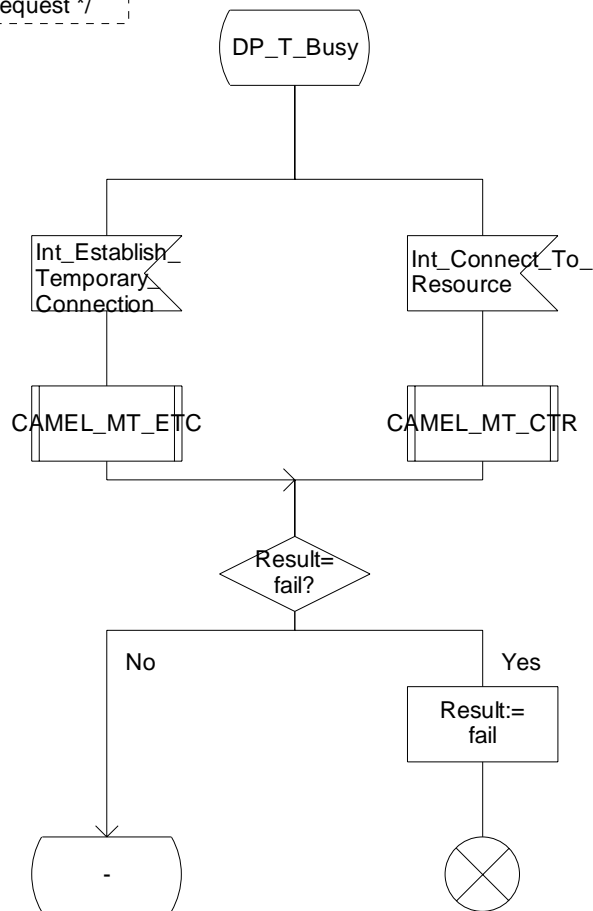 equest */
DP_T_Busy
Int_Establish_
Temporary_
Connection
Int_Connect_To_
Resource
CAMEL_MT_ETC
CAMEL_MT_CTR
Result=
fail?
No
Yes
Result:=
fail
-